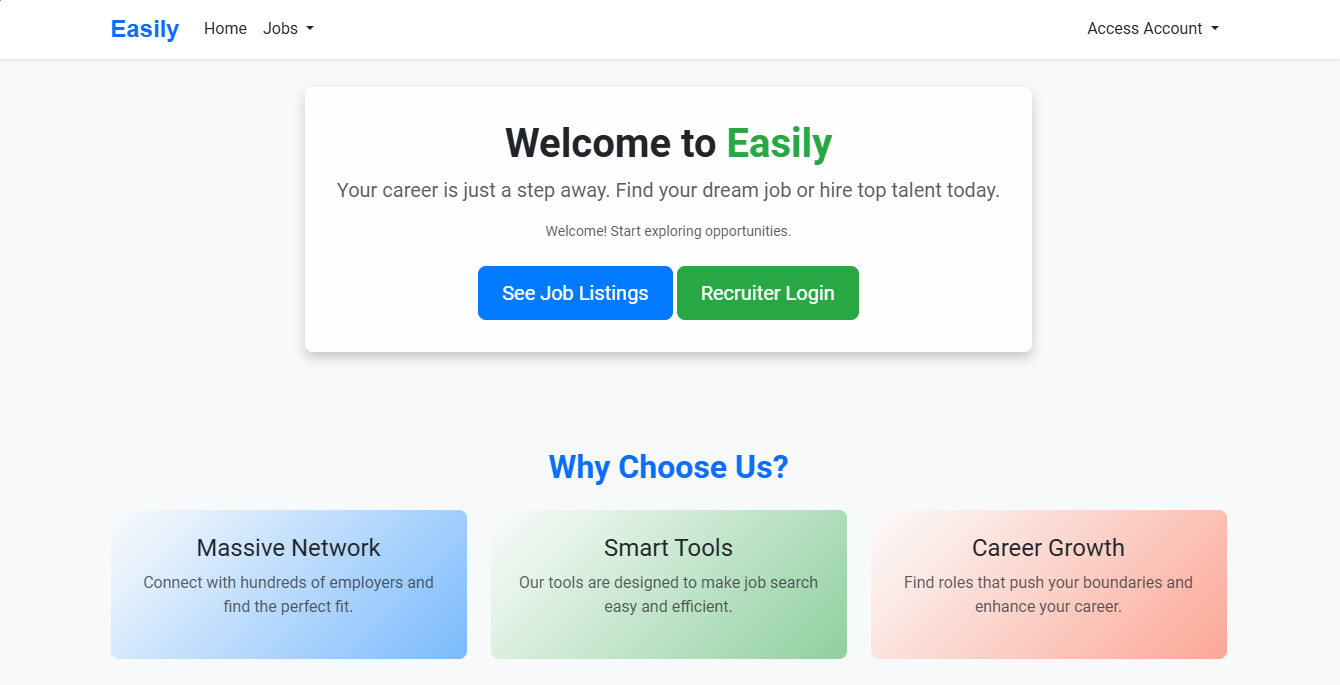 Easily Home Jobs Access Account
Welcome to Easily
Your career is just a step away. Find your dream job or hire top talent today.
Welcome! Start exploring opportunities.
See Job Listings Recruiter Login
Why Choose Us?
Massive Network
Connect with hundreds of employers and
find the perfect fit.
Smart Tools
Our tools are designed to make job search
easy and efficient.
Career Growth
Find roles that push your boundaries and
enhance your career.